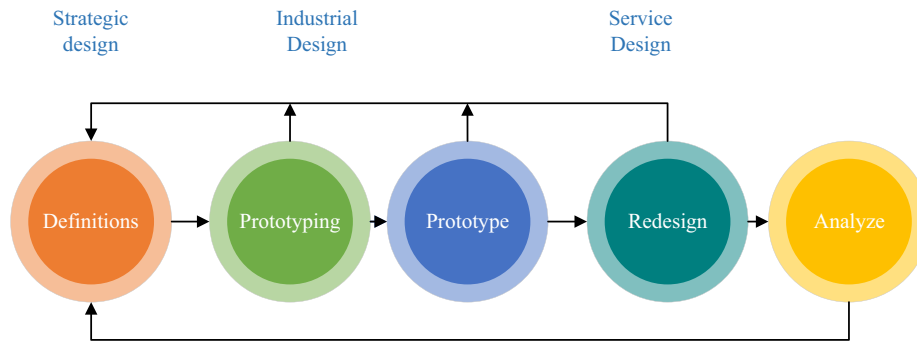 Strategic
design
Industrial
Design
Service
Design
Definitions
Prototyping
Prototype
Redesign
Analyze